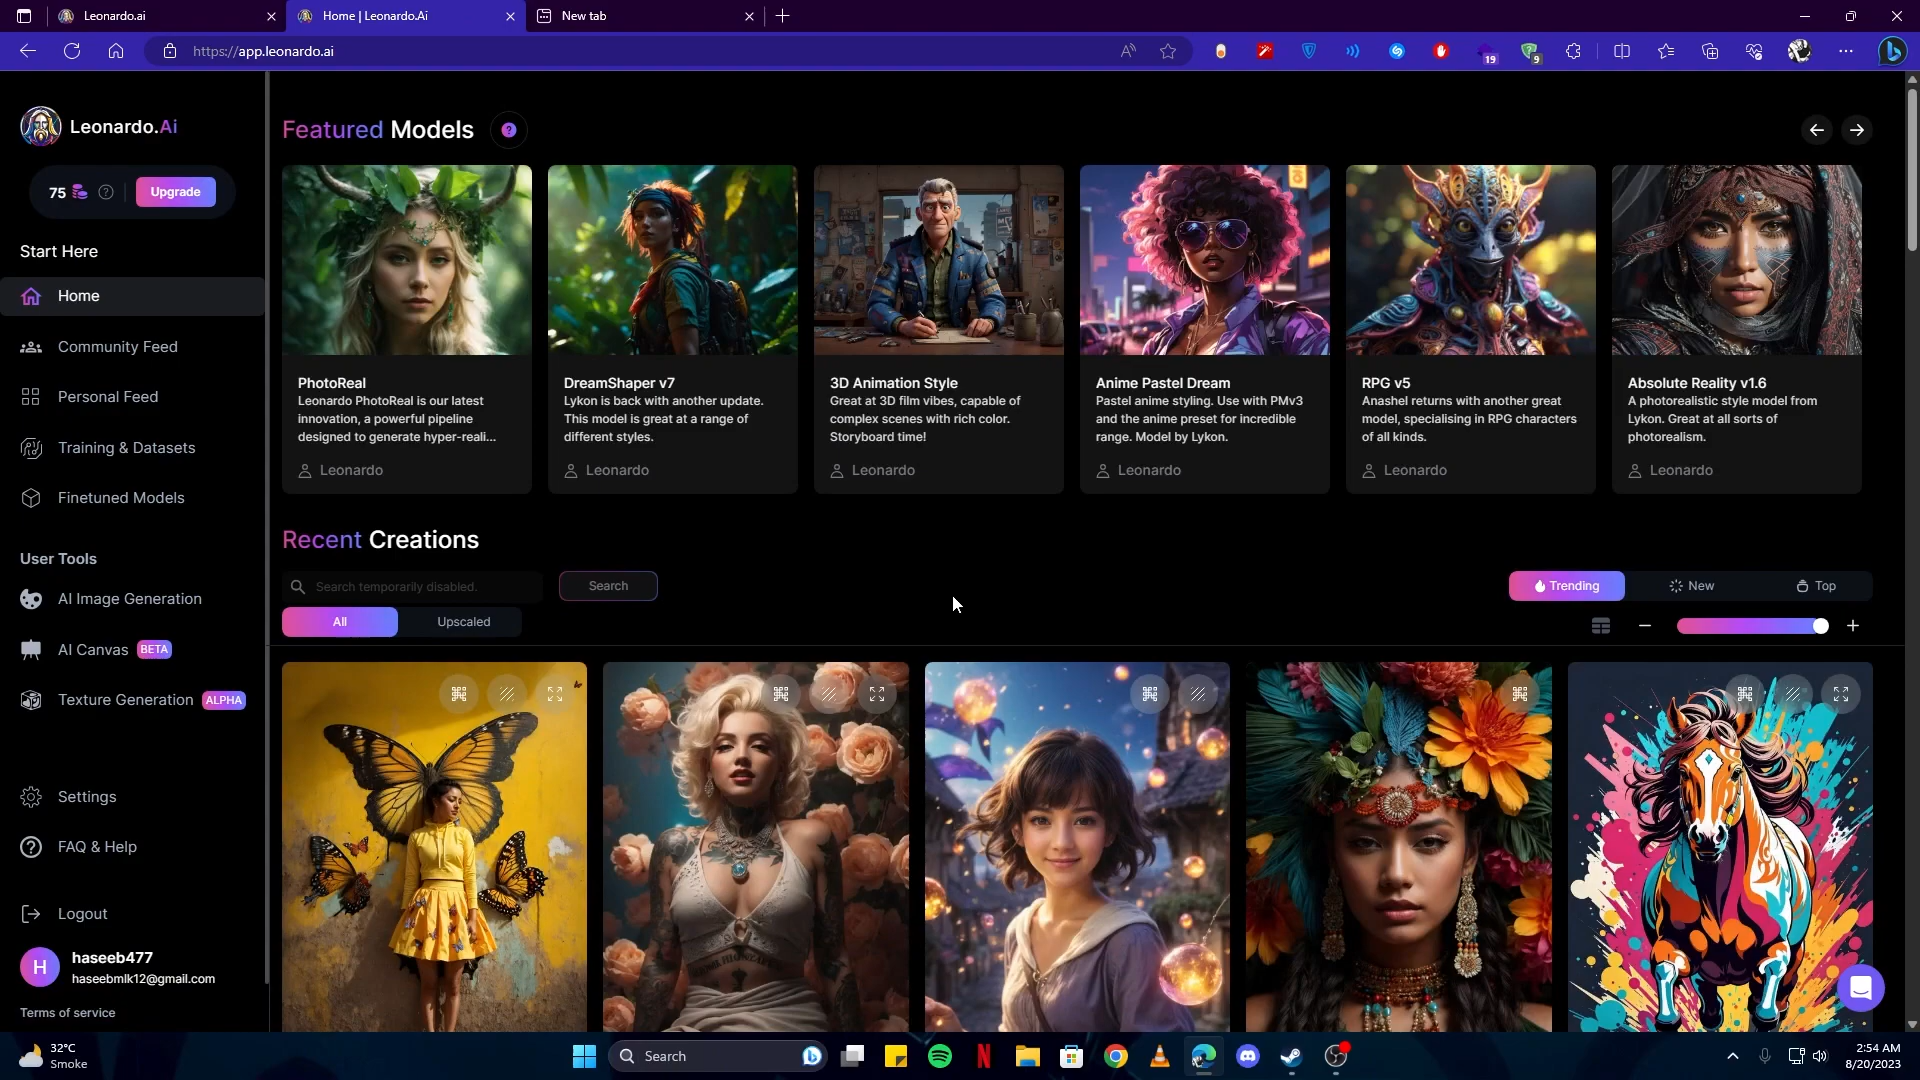 Leonardo.ai
Home | Leonardo.Ai
New tab
https://app.leonardo.ai
19
9
Leonardo.Ai
75
Upgrade
Start Here
Home
Community Feed
Personal Feed
Training & Datasets
Finetuned Models
User Tools
AI Image Generation
AI Canvas BETA
Texture Generation ALPHA
Settings
FAQ & Help
Logout
H
haseeb477
haseebmlk12@gmail.com
Terms of service
Featured Models
PhotoReal
Leonardo PhotoReal is our latest
innovation, a powerful pipeline
designed to generate hyper-reali...
Leonardo
DreamShaper v7
Lykon is back with another update.
This model is great at a range of
different styles.
Leonardo
3D Animation Style
Great at 3D film vibes, capable of
complex scenes with rich color.
Storyboard time!
Leonardo
Anime Pastel Dream
Pastel anime styling. Use with PMv3
and the anime preset for incredible
range. Model by Lykon.
Leonardo
RPG v5
Anashel returns with another great
model, specialising in RPG characters
of all kinds.
Leonardo
Absolute Reality v1.6
A photorealistic style model from
Lykon. Great at all sorts of
photorealism.
Leonardo
Recent Creations
Search temporarily disabled.
Search
Trending
New
Top
All
Upscaled
32°C
Smoke
Search
2:54 AM
8/20/2023